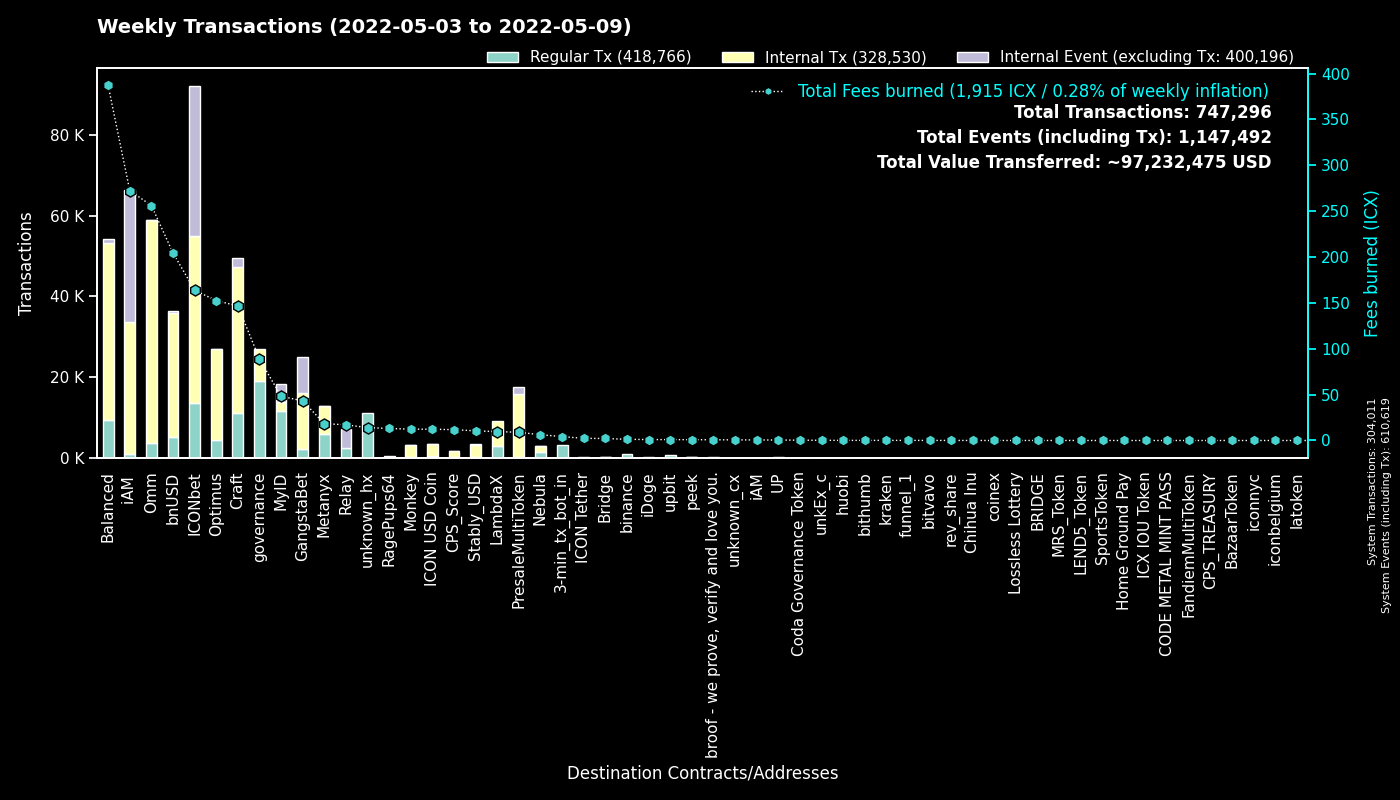 Weekly Transactions (2022-05-03 to 2022-05-09)
Regular Tx (418,766)
Internal Tx (328,530)
Internal Event (excluding Tx: 400,196)
Total Fees burned (1,915 ICX / 0.28% of weekly inflation)
Total Transactions: 747,296
Total Events (including Tx): 1,147,492
Total Value Transferred: ~97,232,475 USD
Transactions
80 K
60 K
40 K
20 K
0 K
400
350
300
250
200
150
100
50
0
Fees burned (ICX)
System Transactions: 304,011
System Events (including Tx): 610,619
Balanced
iAM
Omm
bnUSD
ICONbet
Optimus
Craft
governance
MyID
GangstaBet
Metanyx
Relay
unknown_hx
RagePups64
Monkey
ICON USD Coin
CPS_Score
Stably_USD
LambdaX
PresaleMultiToken
Nebula
3-min_tx_bot_in
ICON Tether
Bridge
binance
iDoge
upbit
peek
broof - we prove, verify and love you.
unknown_cx
iAM
UP
Coda Governance Token
unkEx_c
huobi
bithumb
kraken
funnel_1
bitvavo
rev_share
Chihua Inu
coinex
Lossless Lottery
BRIDGE
MRS_Token
LEND5_Token
SportsToken
Home Ground Pay
ICX IOU Token
CODE METAL MINT PASS
FandiemMultiToken
CPS_TREASURY
BazaarToken
iconnyc
iconbelgium
latoken
Destination Contracts/Addresses